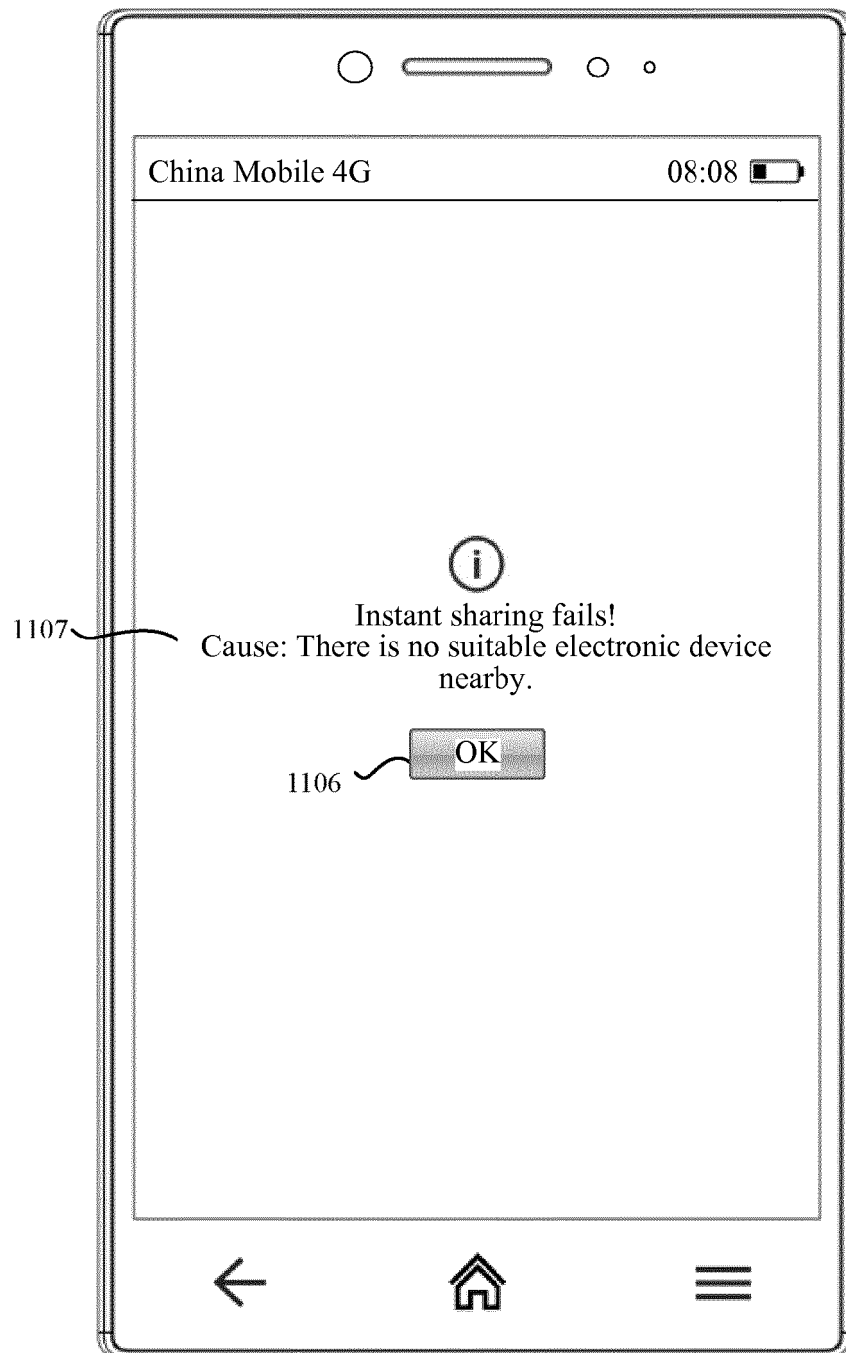 China Mobile 4G 08:08
Instant sharing fails!
1107
Cause: There is no suitable electronic device
nearby.
OK
1106